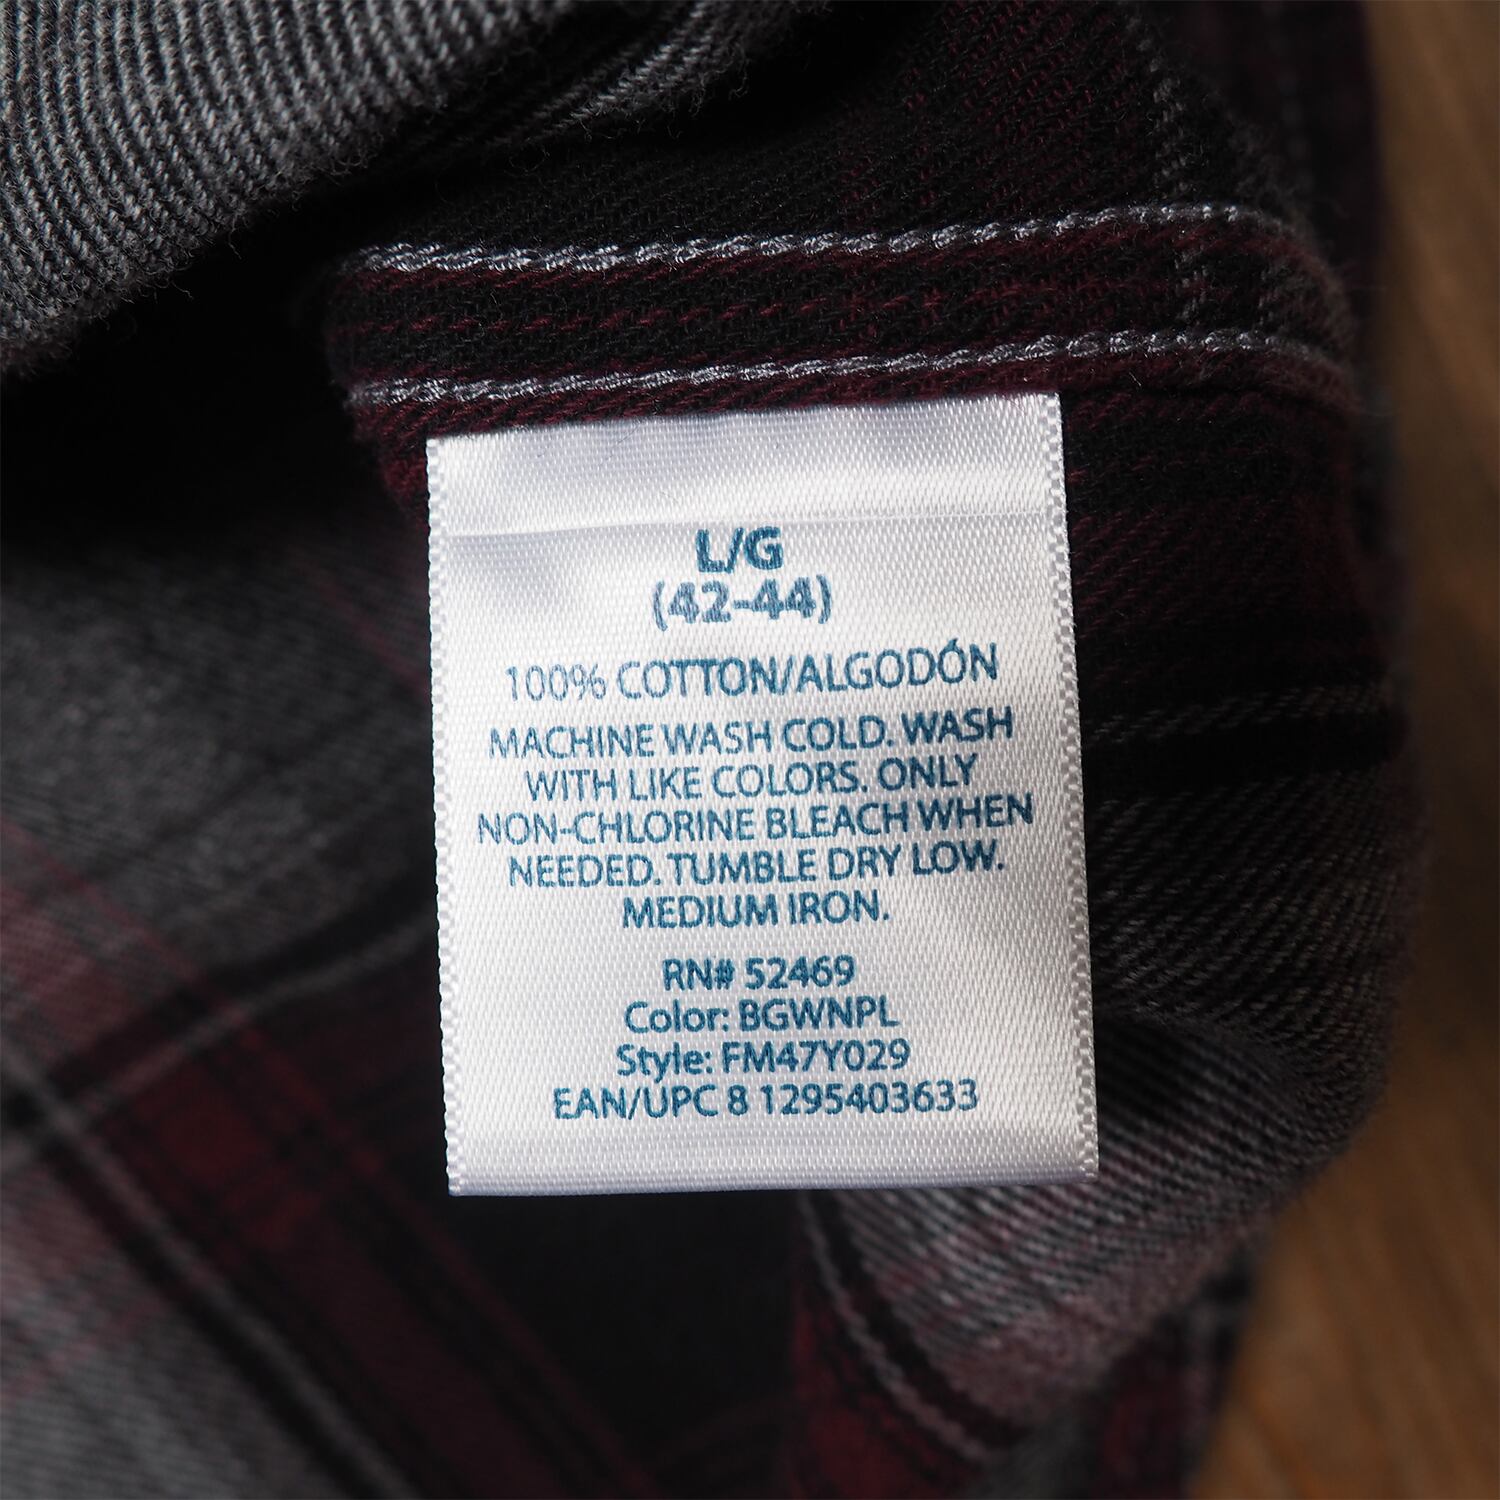 L/G
(42-44)
100% COTTON/ALGODÓN
MACHINE WASH COLD. WASH
WITH LIKE COLORS. ONLY
NON-CHLORINE BLEACH WHEN
NEEDED. TUMBLE DRY LOW.
MEDIUM IRON.
RN# 52469
Color: BGWNPL
Style: FM47Y029
EAN/UPC 8 1295403633